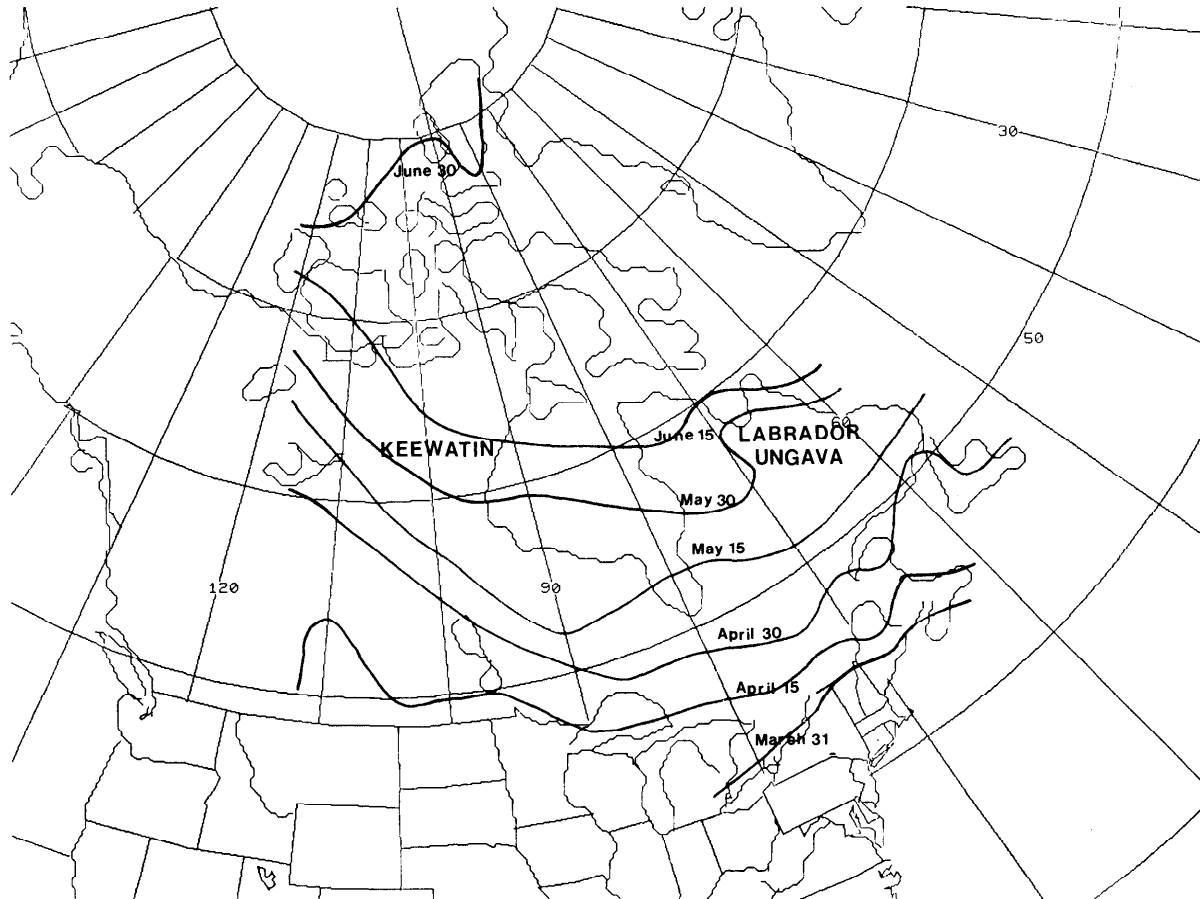 30
June 30
50
60
June 15
LABRADOR
UNGAVA
KEEWATIN
May 30
May 15
120
90
April 30
April 15
March 31